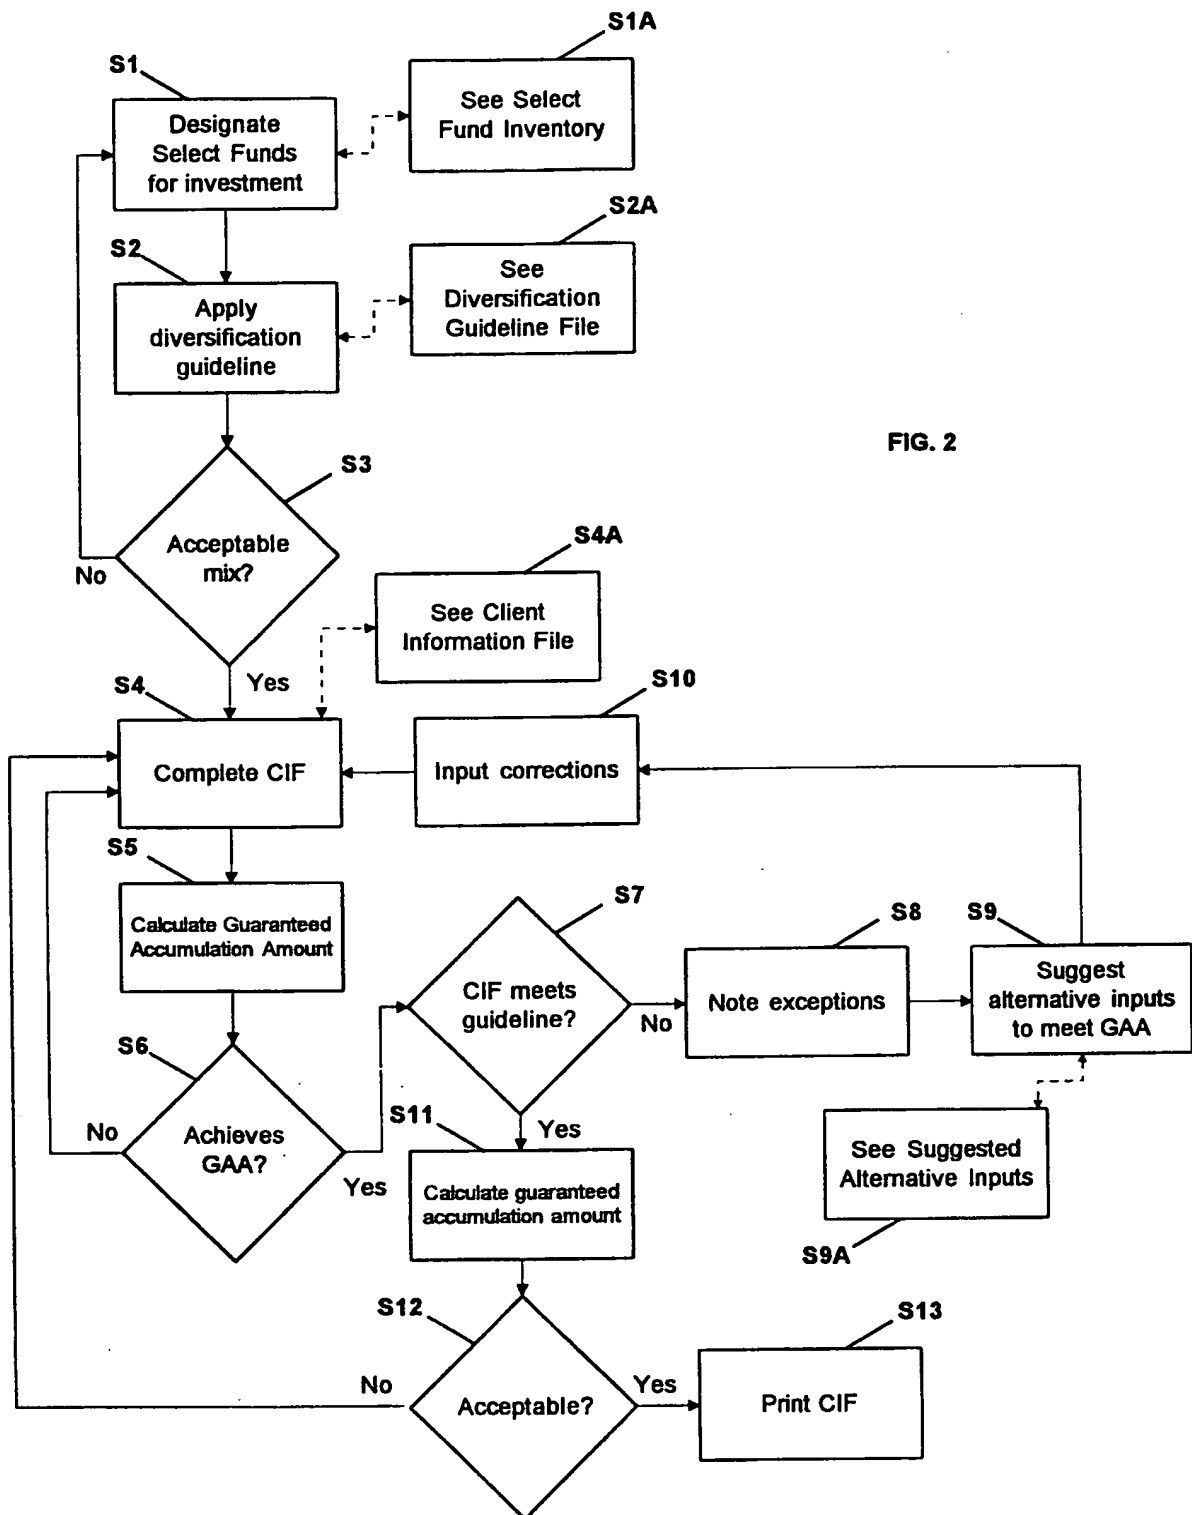 S1A
S1
See Select
Fund Inventory
Designate
Select Funds
for investment
S2A
S2
See
Diversification
Guideline File
Apply
diversification
guideline
FIG. 2
S3
Acceptable
mix?
No
S4A
See Client
Information File
Yes
S4
S10
Complete CIF
Input corrections
S5
Calculate Guaranteed
Accumulation Amount
S7
S8
S9
CIF meets
guideline?
No
Note exceptions
Suggest
alternative inputs
to meet GAA
S6
No
Achieves
GAA?
Yes
S11
Yes
See Suggested
Alternative Inputs
S9A
Calculate guaranteed
accumulation amount
S12
S13
No
Acceptable?
Yes
Print CIF